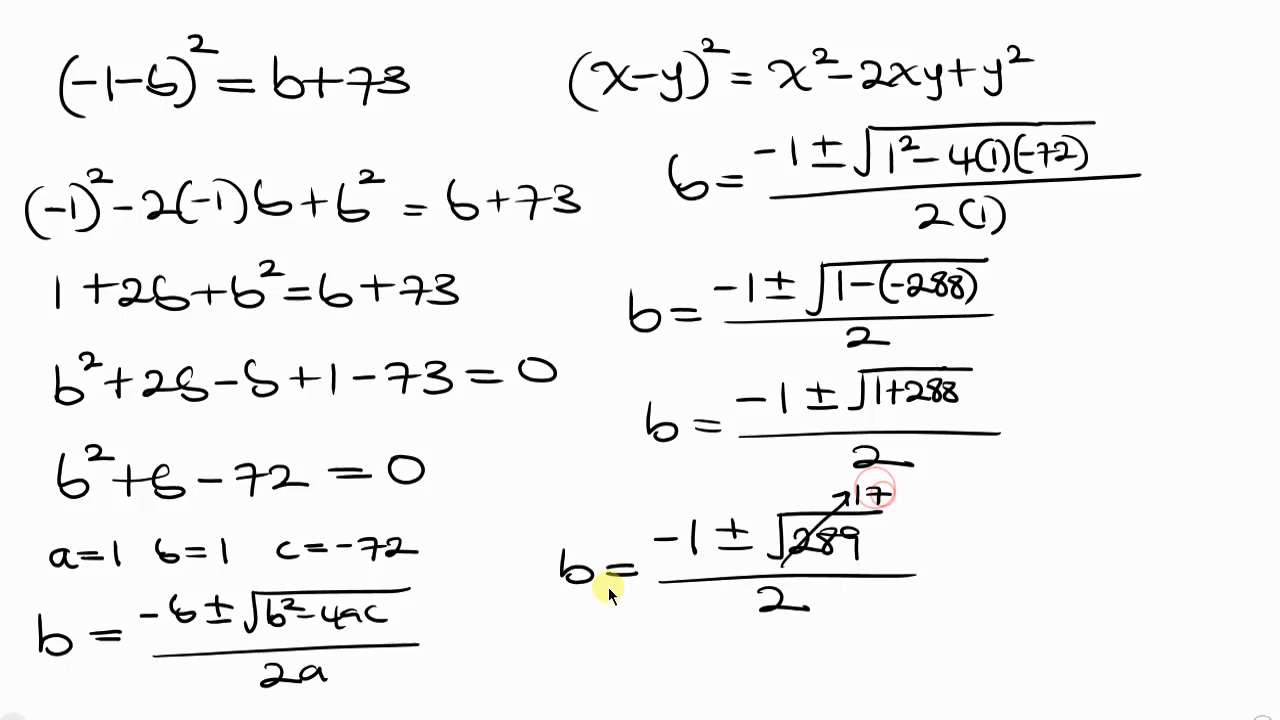 (-1-b)² = b+73
(-1)² - 2(-1)b + b² = b+73
1 + 2b + b² = b+73
b² + 2b - b + 1 - 73 = 0
b² + b - 72 = 0
a=1 b=1 c=-72
b = (-b ± √(b²-4ac)) / 2a
(x-y)² = x² - 2xy + y²
b = (-1 ± √(1² - 4(1)(-72))) / 2(1)
b = (-1 ± √(1-(-288))) / 2
b = (-1 ± √(1+288)) / 2
17
b = (-1 ± √289) / 2